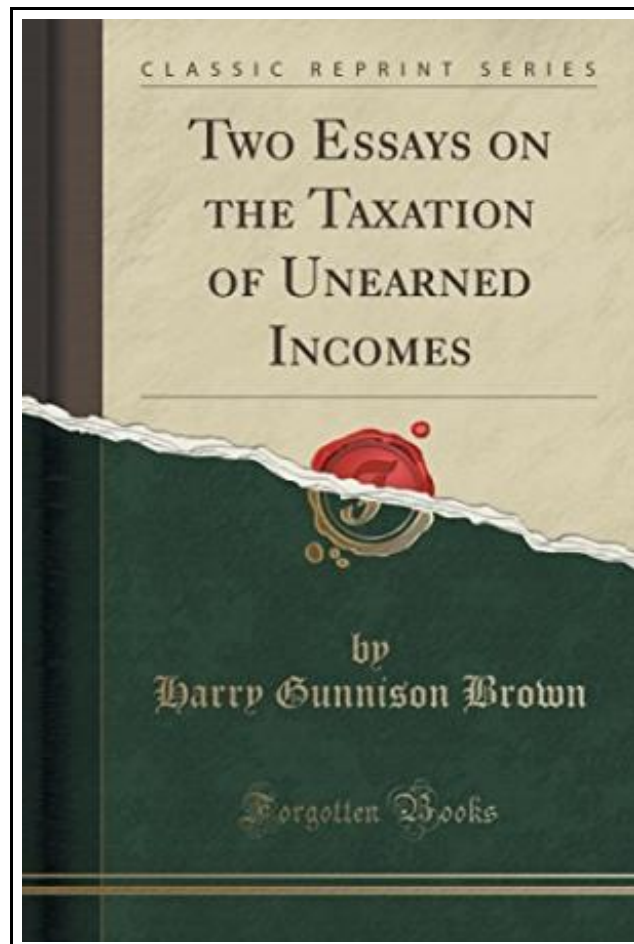 CLASSIC REPRINT SERIES
TWO ESSAYS ON
THE TAXATION
OF UNEARNED
INCOMES
by
Harry Gunnison Brown
Forgotten Books